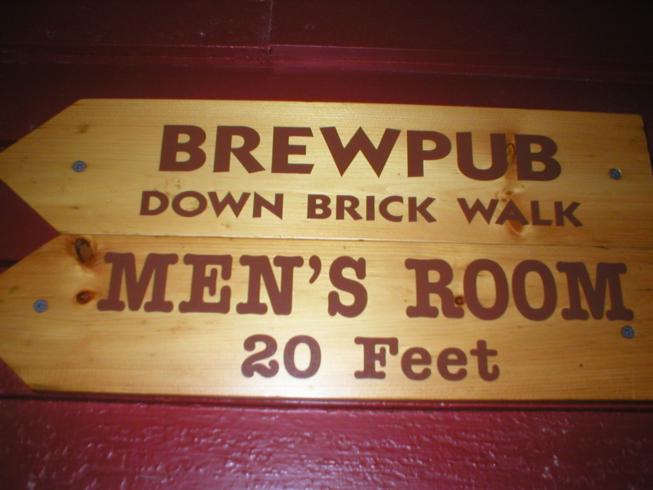 BREWPUB
DOWN BRICK WALK
MEN'S ROOM
20 Feet